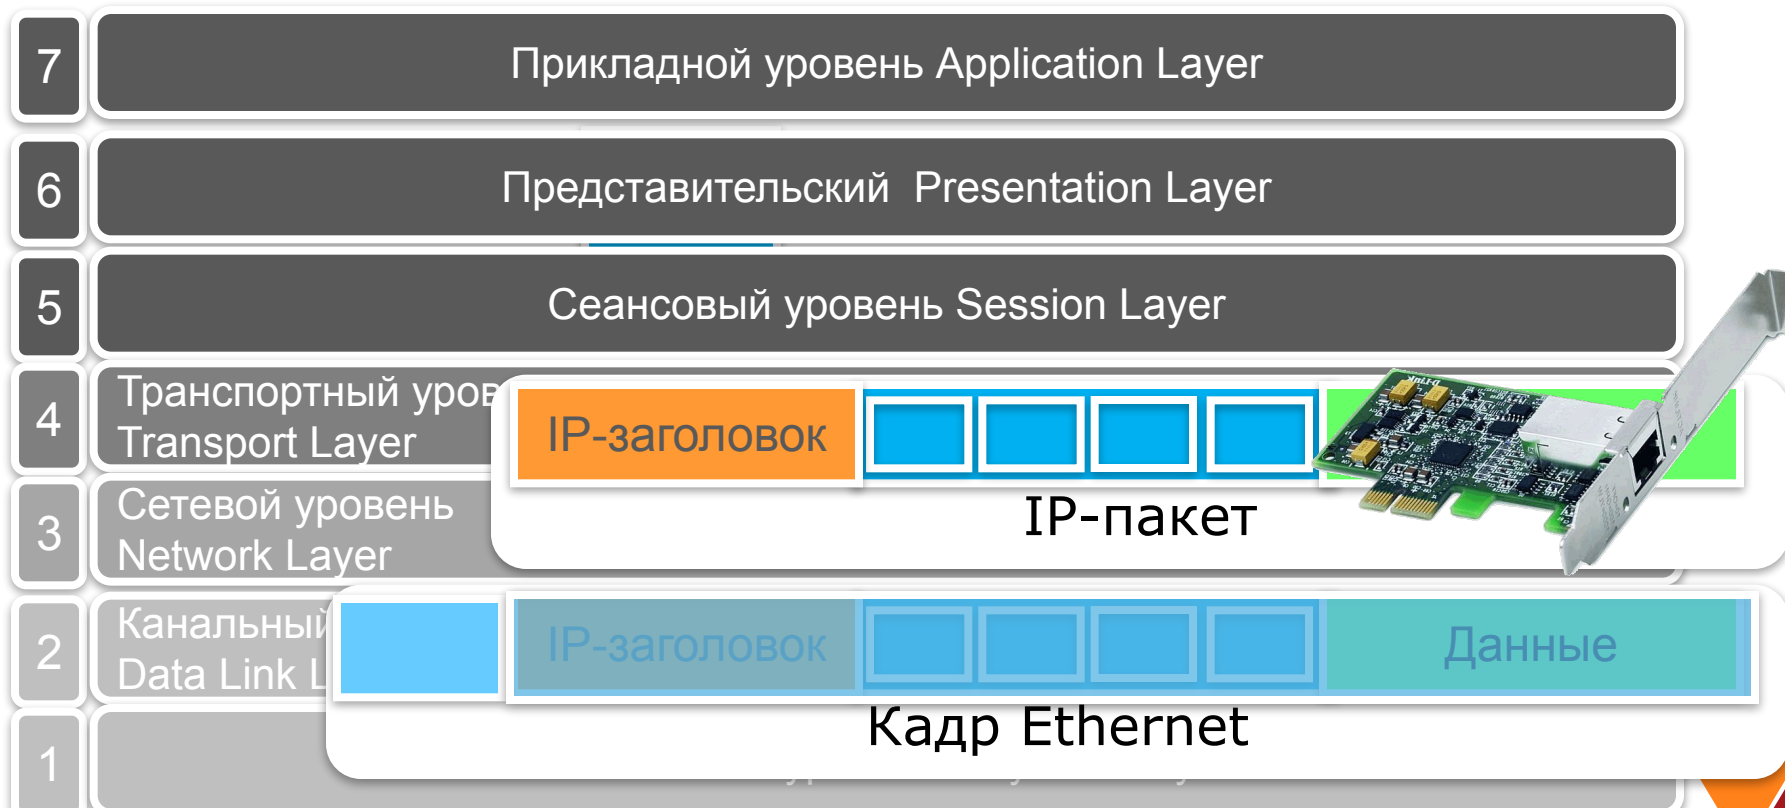 7
Прикладной уровень Application Layer
6
Представительский Presentation Layer
5
Сеансовый уровень Session Layer
4
Транспортный уров
Transport Layer
IP-заголовок
D-Link
3
Сетевой уровень
Network Layer
IP-пакет
2
Канальный
Data Link L
IP-заголовок
Данные
Кадр Ethernet
1